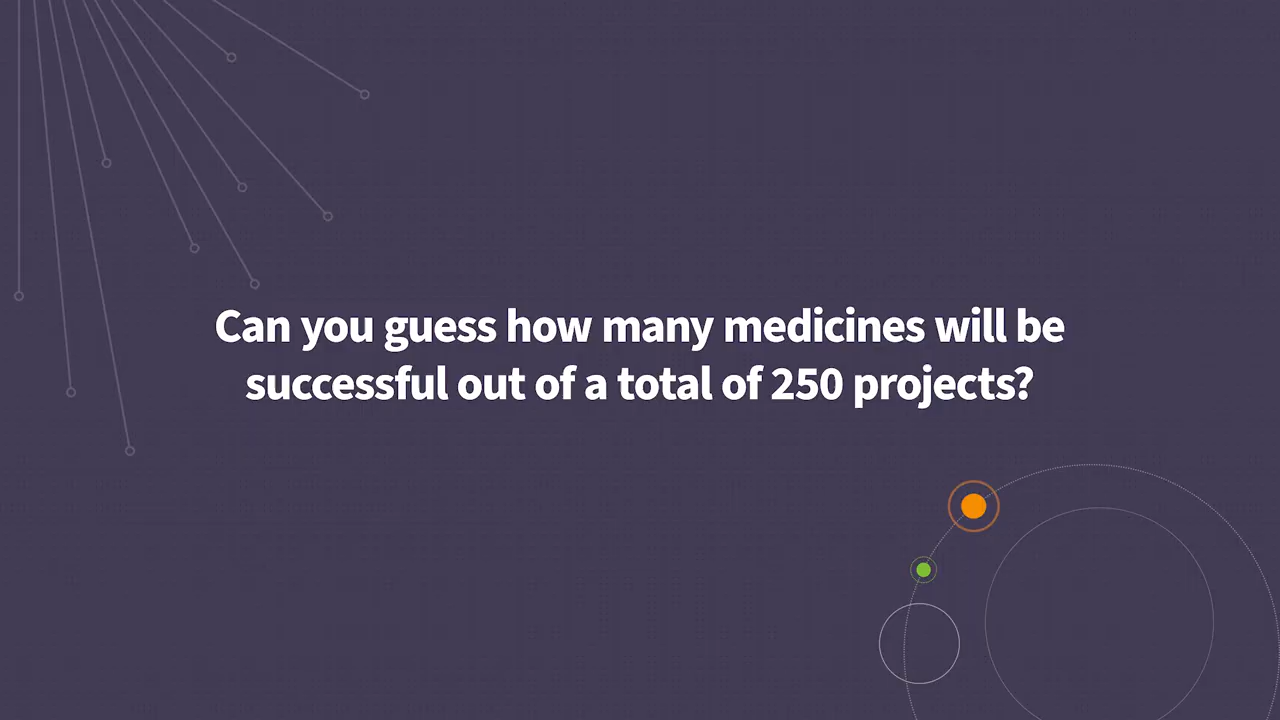 Can you guess how many medicines will be
successful out of a total of 250 projects?